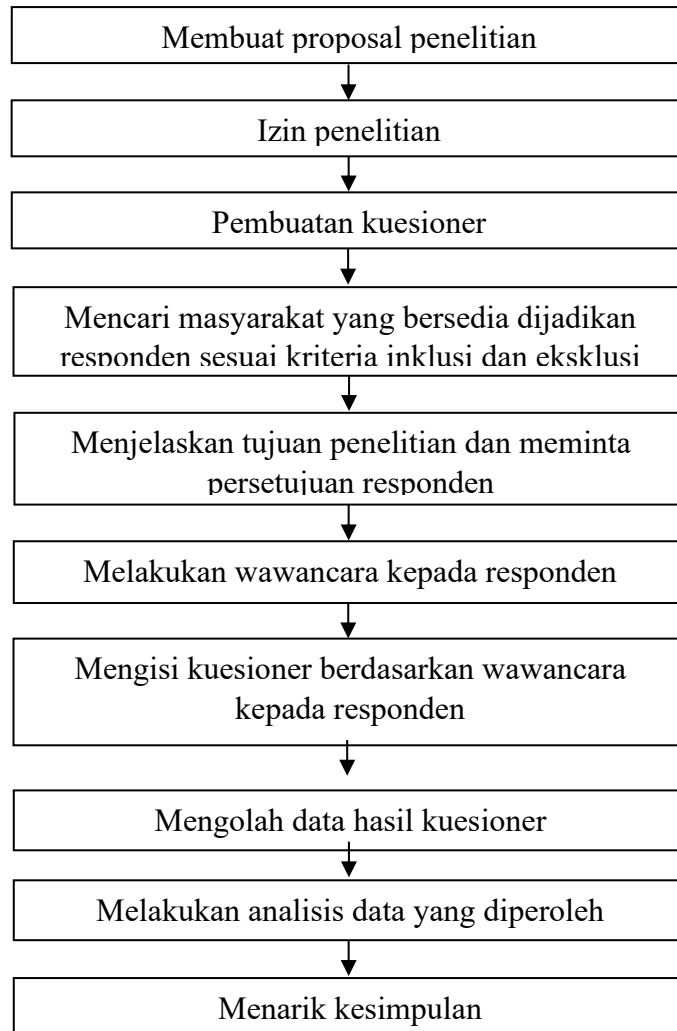 Membuat proposal penelitian
Izin penelitian
Pembuatan kuesioner
Mencari masyarakat yang bersedia dijadikan
responden sesuai kriteria inklusi dan eksklusi
Menjelaskan tujuan penelitian dan meminta
persetujuan responden
Melakukan wawancara kepada responden
Mengisi kuesioner berdasarkan wawancara
kepada responden
Mengolah data hasil kuesioner
Melakukan analisis data yang diperoleh
Menarik kesimpulan